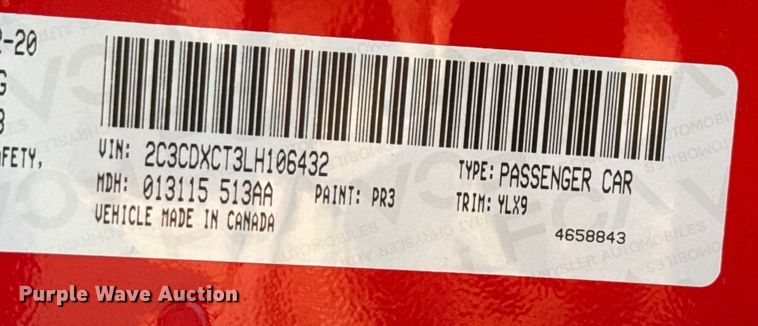 2-20
G
3
AFETY,
VIN: 2C3CDXCT3LH106432
TYPE: PASSENGER CAR
MDH: 013115 513AA PAINT: PR3
TRIM: YLX9
VEHICLE MADE IN CANADA
4658843
Purple Wave Auction